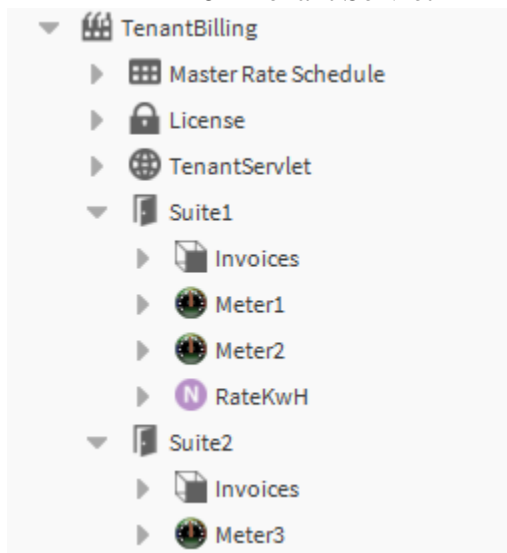 TenantBilling
Master Rate Schedule
License
TenantServlet
Suite1
Invoices
Meter1
Meter2
N RateKwH
Suite2
Invoices
Meter3